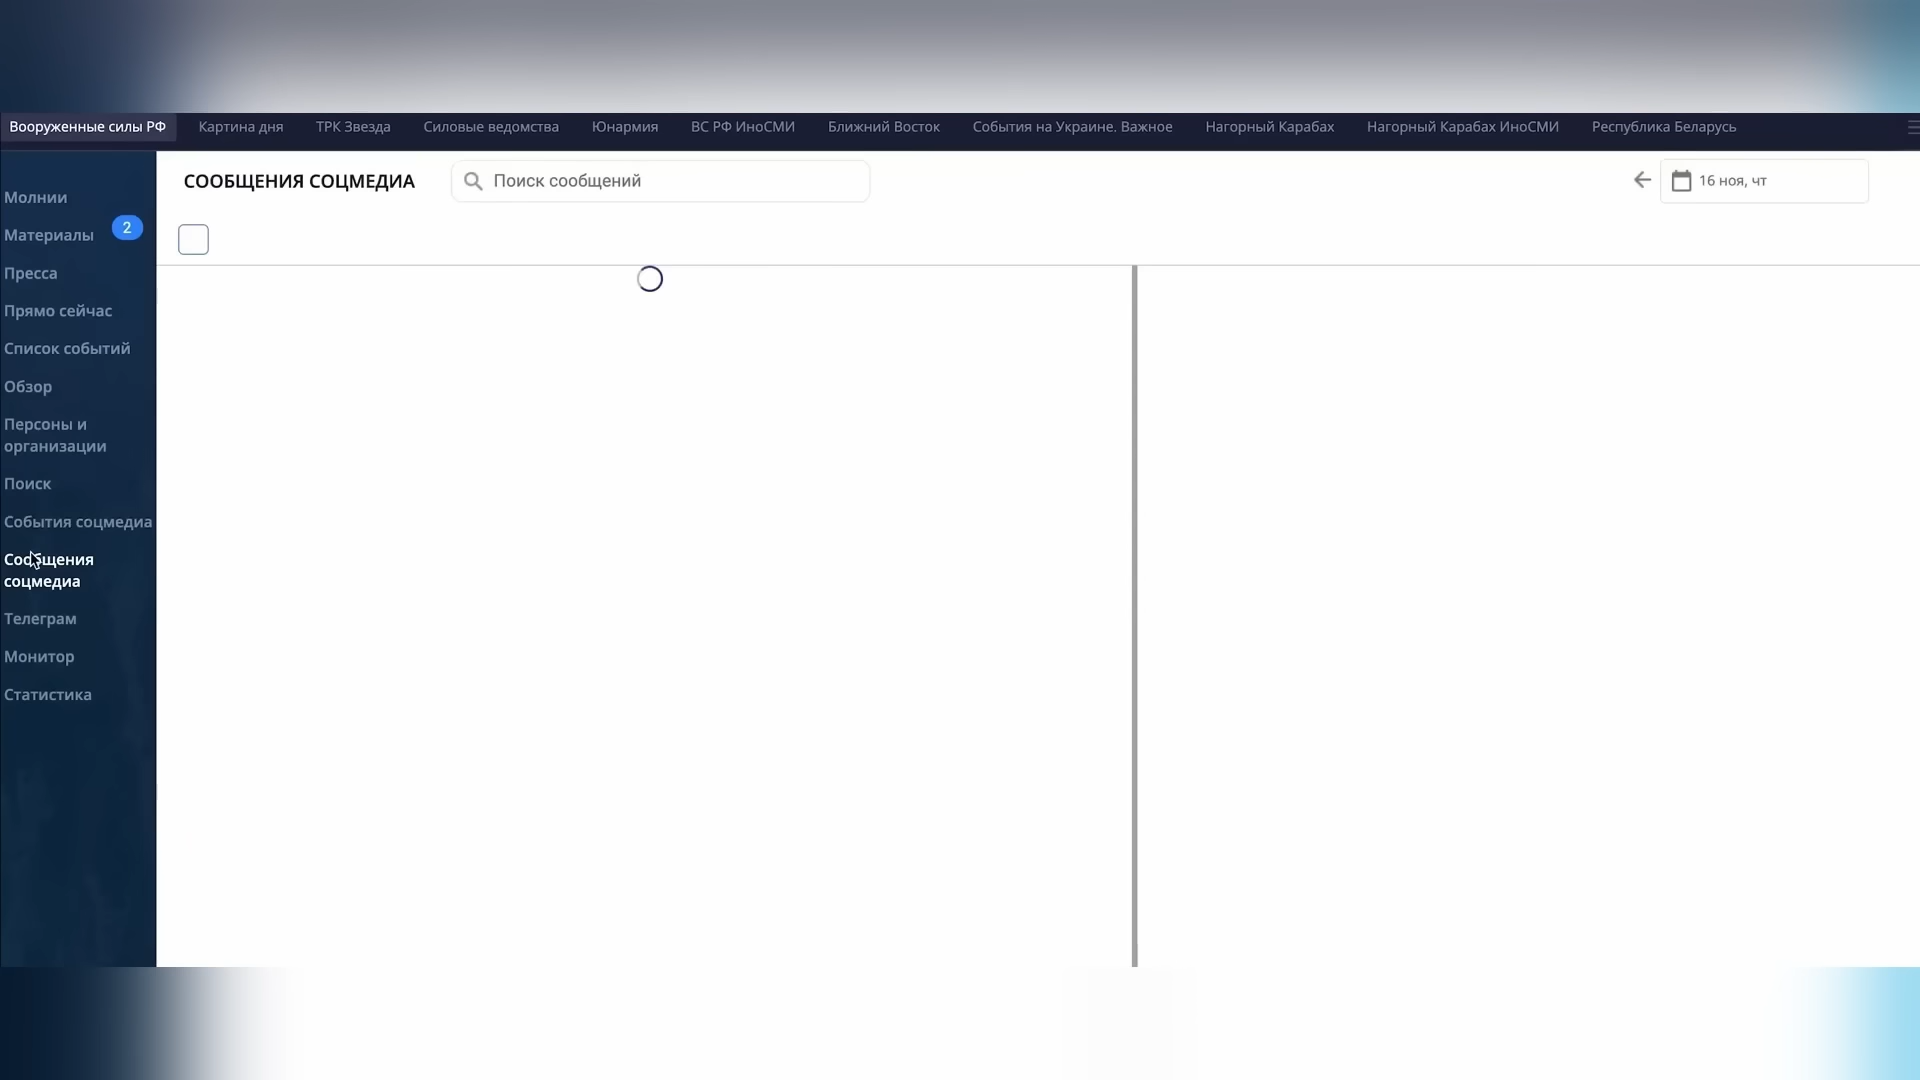 Вооруженные силы РФ
Картина дня
ТРК Звезда
Силовые ведомства
Юнармия
ВС РФ ИноСМИ
Ближний Восток
События на Украине. Важное
Нагорный Карабах
Нагорный Карабах ИноСМИ
Республика Беларусь
СООБЩЕНИЯ СОЦМЕДИА
Поиск сообщений
16 ноя, чт
Молнии
Материалы
2
Пресса
Прямо сейчас
Список событий
Обзор
Персоны и
организации
Поиск
События соцмедиа
Сообщения
соцмедиа
Телеграм
Монитор
Статистика